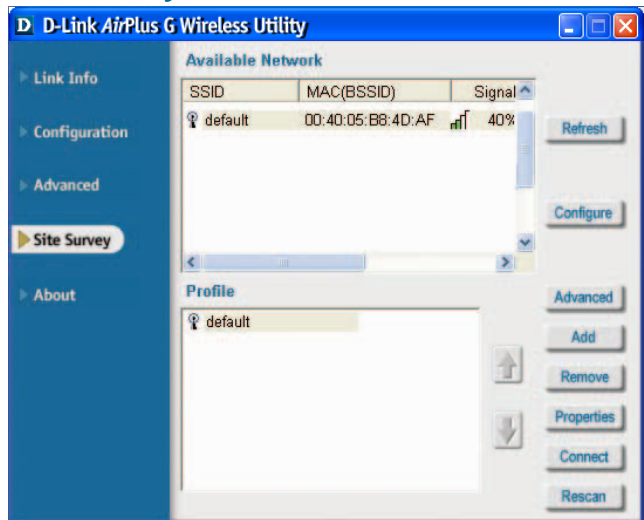 D D-Link AirPlus G Wireless Utility
Link Info
Configuration
Advanced
Site Survey
About
Available Network
SSID MAC(BSSID) Signal
default 00:40:05:B8:4D:AF 40%
Refresh
Configure
Profile
default
Advanced
Add
Remove
Properties
Connect
Rescan